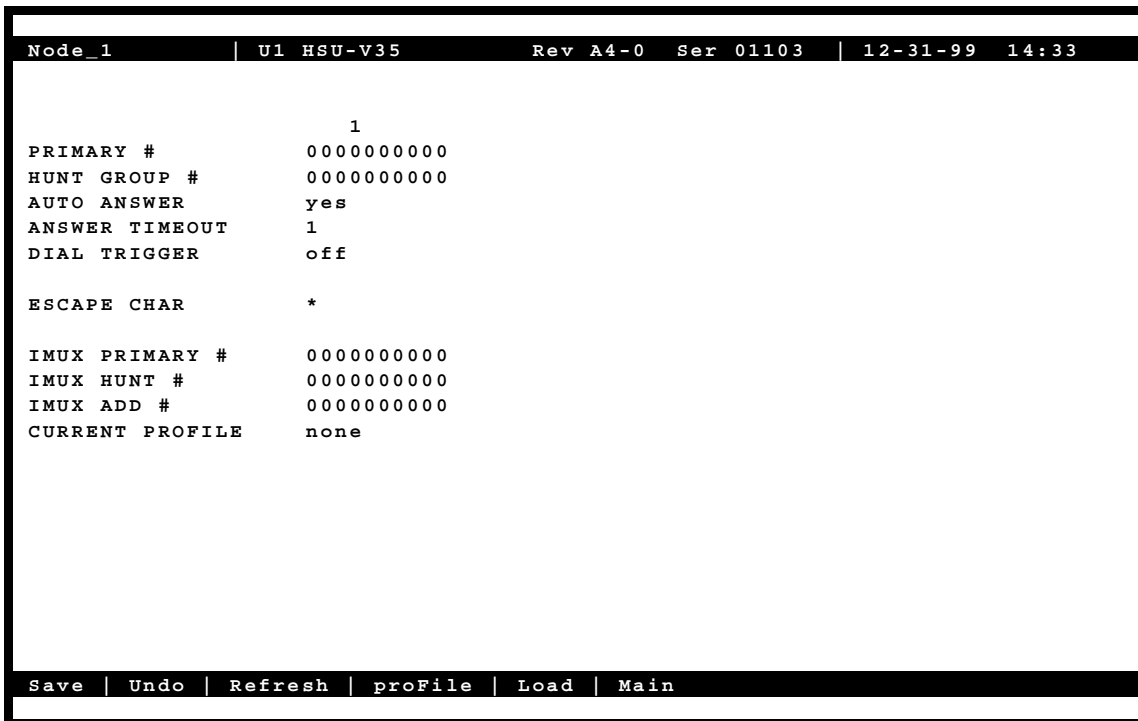 Node_1 | U1 HSU-V35 Rev A4-0 Ser 01103 | 12-31-99 14:33
1
PRIMARY # 0000000000
HUNT GROUP # 0000000000
AUTO ANSWER yes
ANSWER TIMEOUT 1
DIAL TRIGGER off
ESCAPE CHAR *
IMUX PRIMARY # 0000000000
IMUX HUNT # 0000000000
IMUX ADD # 0000000000
CURRENT PROFILE none
Save | Undo | Refresh | proFile | Load | Main